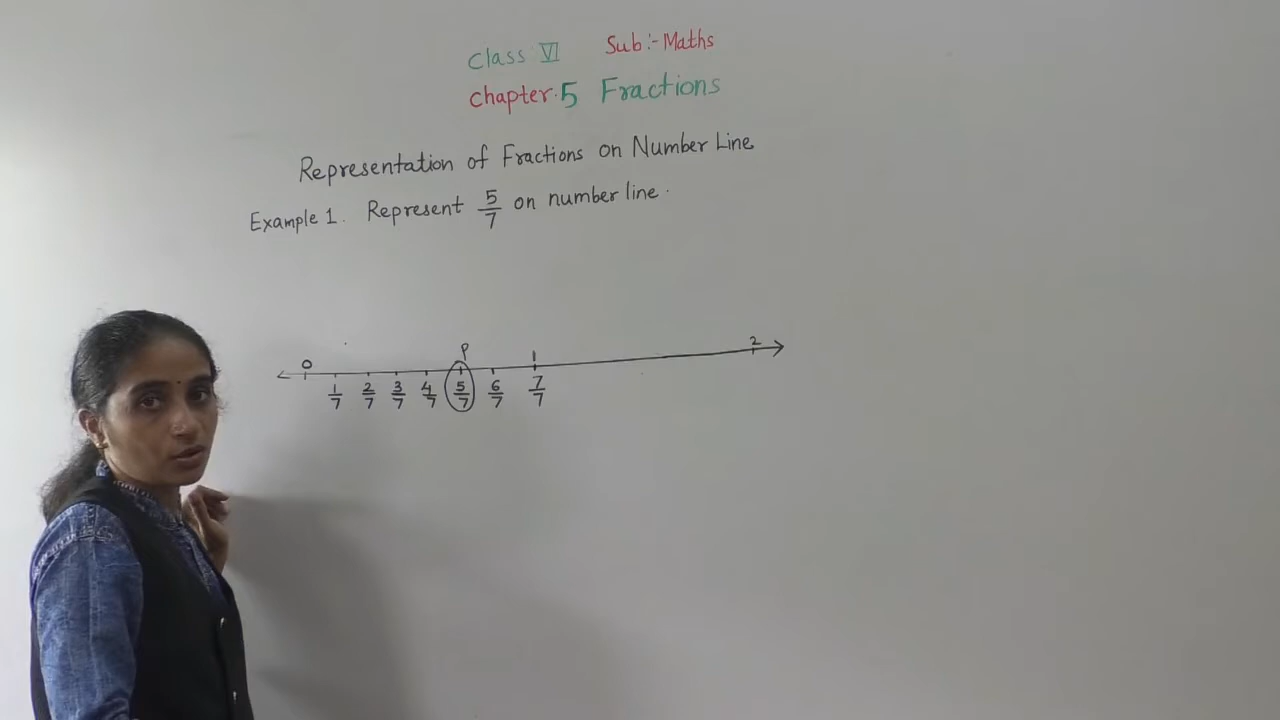 Class VI Sub:- Maths
Chapter.5 Fractions
Representation of Fractions on Number Line
Example 1. Represent 5/7 on number line.
P
0 1 2
1/7 2/7 3/7 4/7 5/7 6/7 7/7